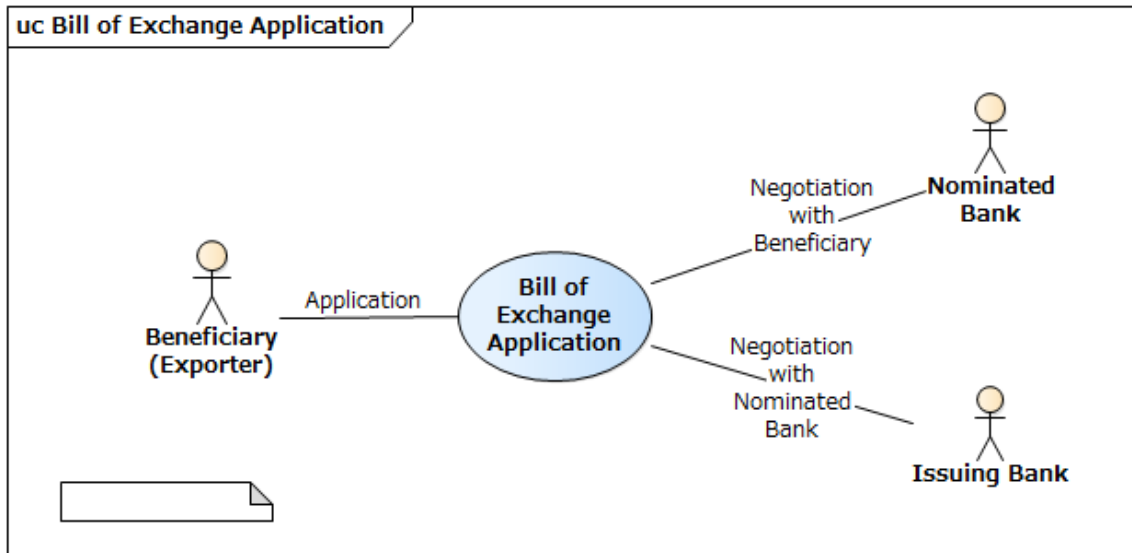 uc Bill of Exchange Application
Nominated
Bank
Negotiation
with
Beneficiary
Beneficiary
(Exporter)
Application
Bill of
Exchange
Application
Negotiation
with
Nominated
Bank
Issuing Bank